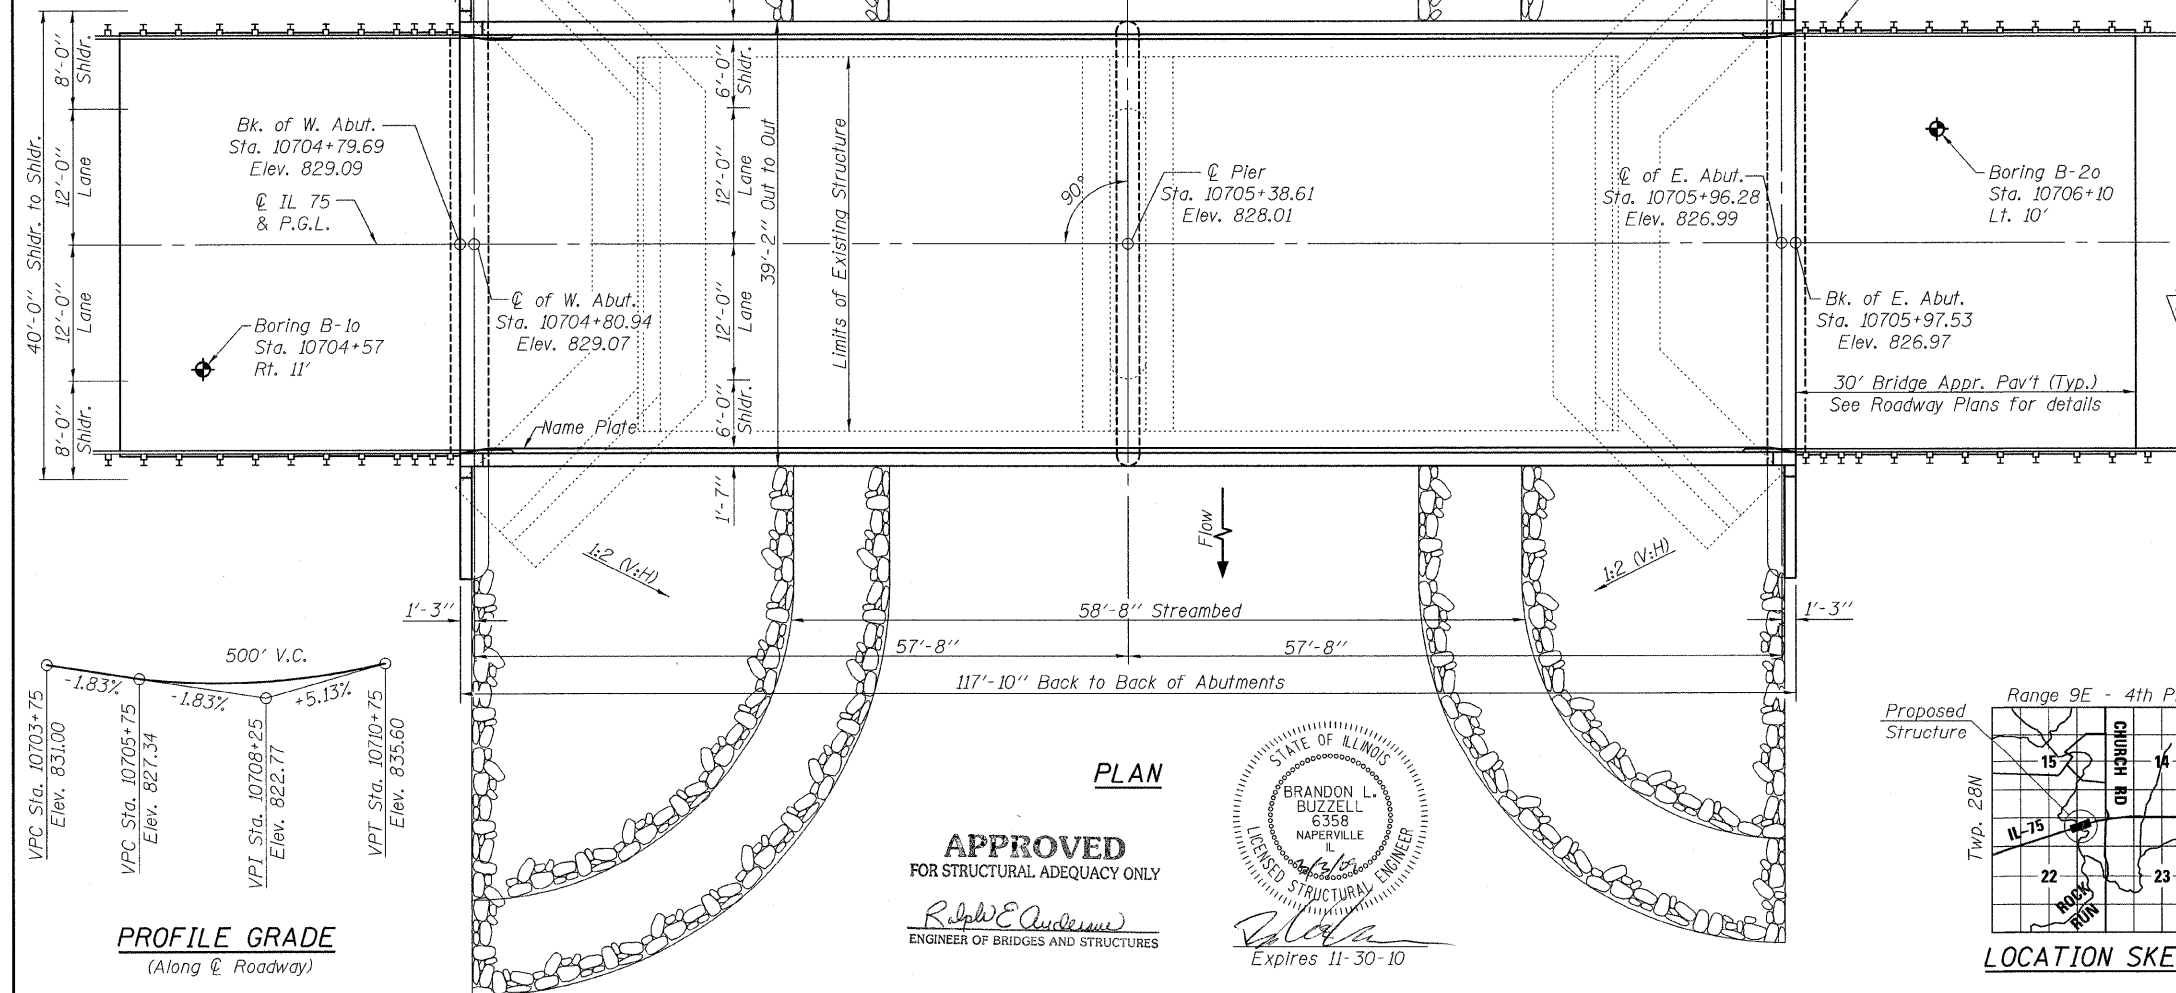 8'-0"
Shldr.
12'-0"
Lane
12'-0"
Lane
8'-0"
Shldr.
40'-0" Shldr. to Shldr.
Bk. of W. Abut.
Sta. 10704+79.69
Elev. 829.09
℄ IL 75
& P.G.L.
Boring B-1o
Sta. 10704+57
Rt. 11'
℄ of W. Abut.
Sta. 10704+80.94
Elev. 829.07
Name Plate
6'-0"
Shldr.
12'-0"
Lane
12'-0"
Lane
6'-0"
Shldr.
39'-2" Out to Out
1'-7"
Limits of Existing Structure
90°
℄ Pier
Sta. 10705+38.61
Elev. 828.01
℄ of E. Abut.
Sta. 10705+96.28
Elev. 826.99
Boring B-2o
Sta. 10706+10
Lt. 10'
Bk. of E. Abut.
Sta. 10705+97.53
Elev. 826.97
30' Bridge Appr. Pav't (Typ.)
See Roadway Plans for details
1:2 (V:H)
Flow
1:2 (V:H)
1'-3"
58'-8" Streambed
1'-3"
57'-8"
57'-8"
117'-10" Back to Back of Abutments
500' V.C.
-1.83%
-1.83%
+5.13%
VPC Sta. 10703+75
Elev. 831.00
VPC Sta. 10705+75
Elev. 827.34
VPI Sta. 10708+25
Elev. 822.77
VPT Sta. 10710+75
Elev. 835.60
PROFILE GRADE
(Along ℄ Roadway)
PLAN
APPROVED
FOR STRUCTURAL ADEQUACY ONLY
Ralph E. Anderson
ENGINEER OF BRIDGES AND STRUCTURES
STATE OF ILLINOIS
BRANDON L.
BUZZELL
6358
NAPERVILLE
IL
LICENSED STRUCTURAL ENGINEER
Expires 11-30-10
Range 9E - 4th P
Proposed
Structure
Twp. 28N
CHURCH RD
15
14
IL-75
22
23
ROCK
RUN
LOCATION SKE